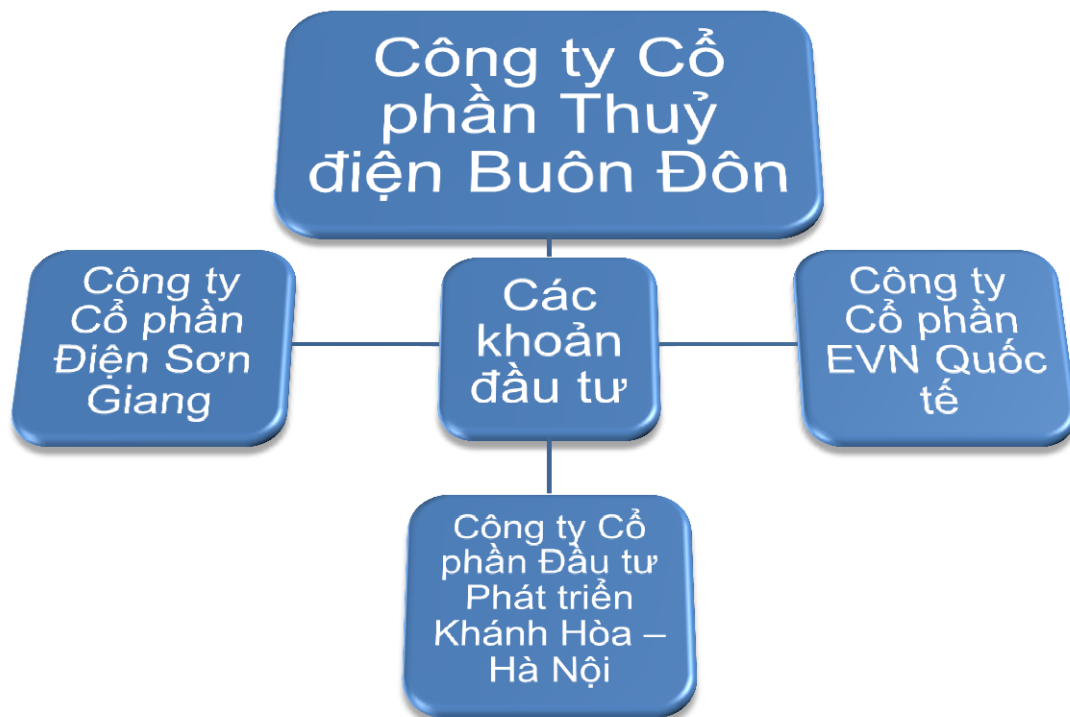 Công ty Cổ
phần Thuỷ
điện Buôn Đôn
Công ty
Cổ phần
Điện Sơn
Giang
Các
khoản
đầu tư
Công ty
Cổ phần
EVN Quốc
tế
Công ty Cổ
phần Đầu tư
Phát triển
Khánh Hòa –
Hà Nội